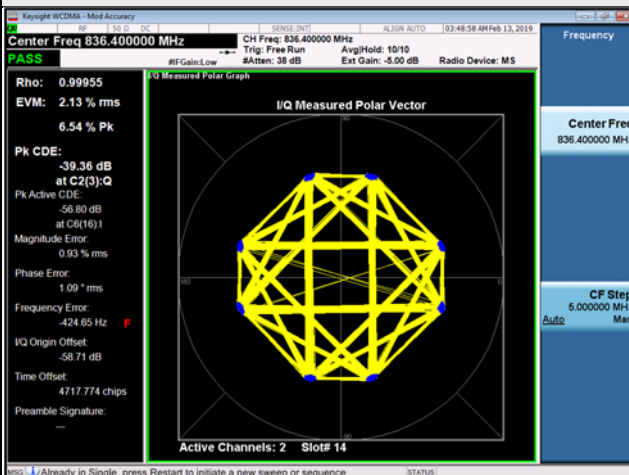 Keysight WCDMA - Mod Accuracy
RF 50 Ω DC SENSE:INT ALIGN AUTO 03:48:58 AM Feb 13, 2019
Center Freq 836.400000 MHz
CH Freq: 836.400000 MHz
Trig: Free Run Avg|Hold: 10/10
PASS
#IFGain:Low #Atten: 38 dB Ext Gain: -5.00 dB Radio Device: MS
Frequency
I/Q Measured Polar Graph
I/Q Measured Polar Vector
Rho: 0.99955
EVM: 2.13 % rms
6.54 % Pk
Pk CDE:
-39.36 dB
at C2(3):Q
Pk Active CDE:
-56.80 dB
at C6(16):I
Magnitude Error:
0.93 % rms
Phase Error:
1.09 ° rms
Frequency Error:
-424.65 Hz F
I/Q Origin Offset:
-58.71 dB
Time Offset:
4717.774 chips
Preamble Signature:
---
90
180
0
-90
Active Channels: 2 Slot# 14
Center Freq
836.400000 MH
CF Step
5.000000 MH
Auto Ma
MSG Already in Single, press Restart to initiate a new sweep or sequence STATUS